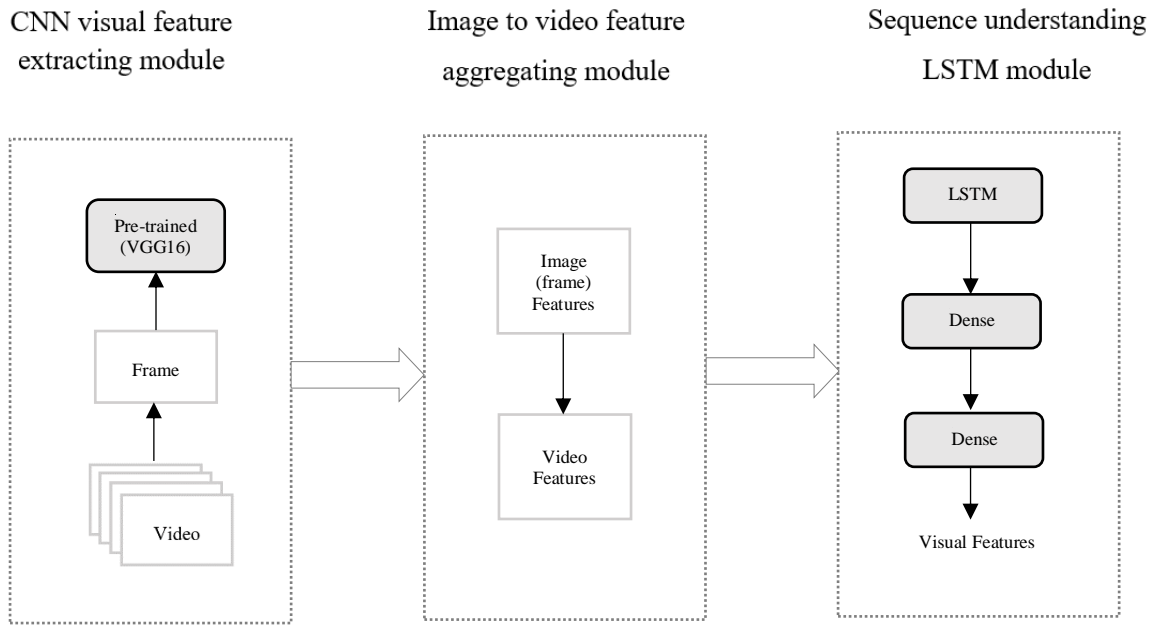 CNN visual feature
extracting module
Image to video feature
aggregating module
Sequence understanding
LSTM module
Pre-trained
(VGG16)
Frame
Video
Image
(frame)
Features
Video
Features
LSTM
Dense
Dense
Visual Features